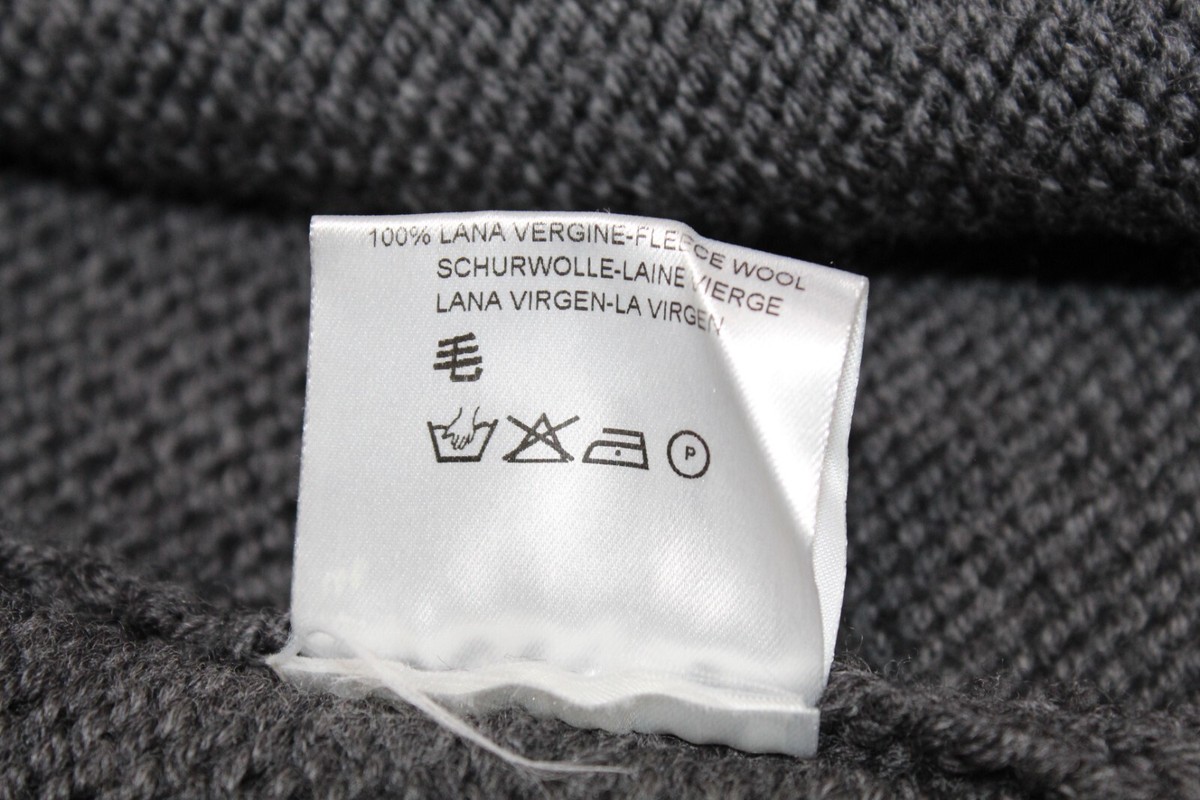 100% LANA VERGINE-FLEECE WOOL
SCHURWOLLE-LAINE VIERGE
LANA VIRGEN-LA VIRGEN
毛
P